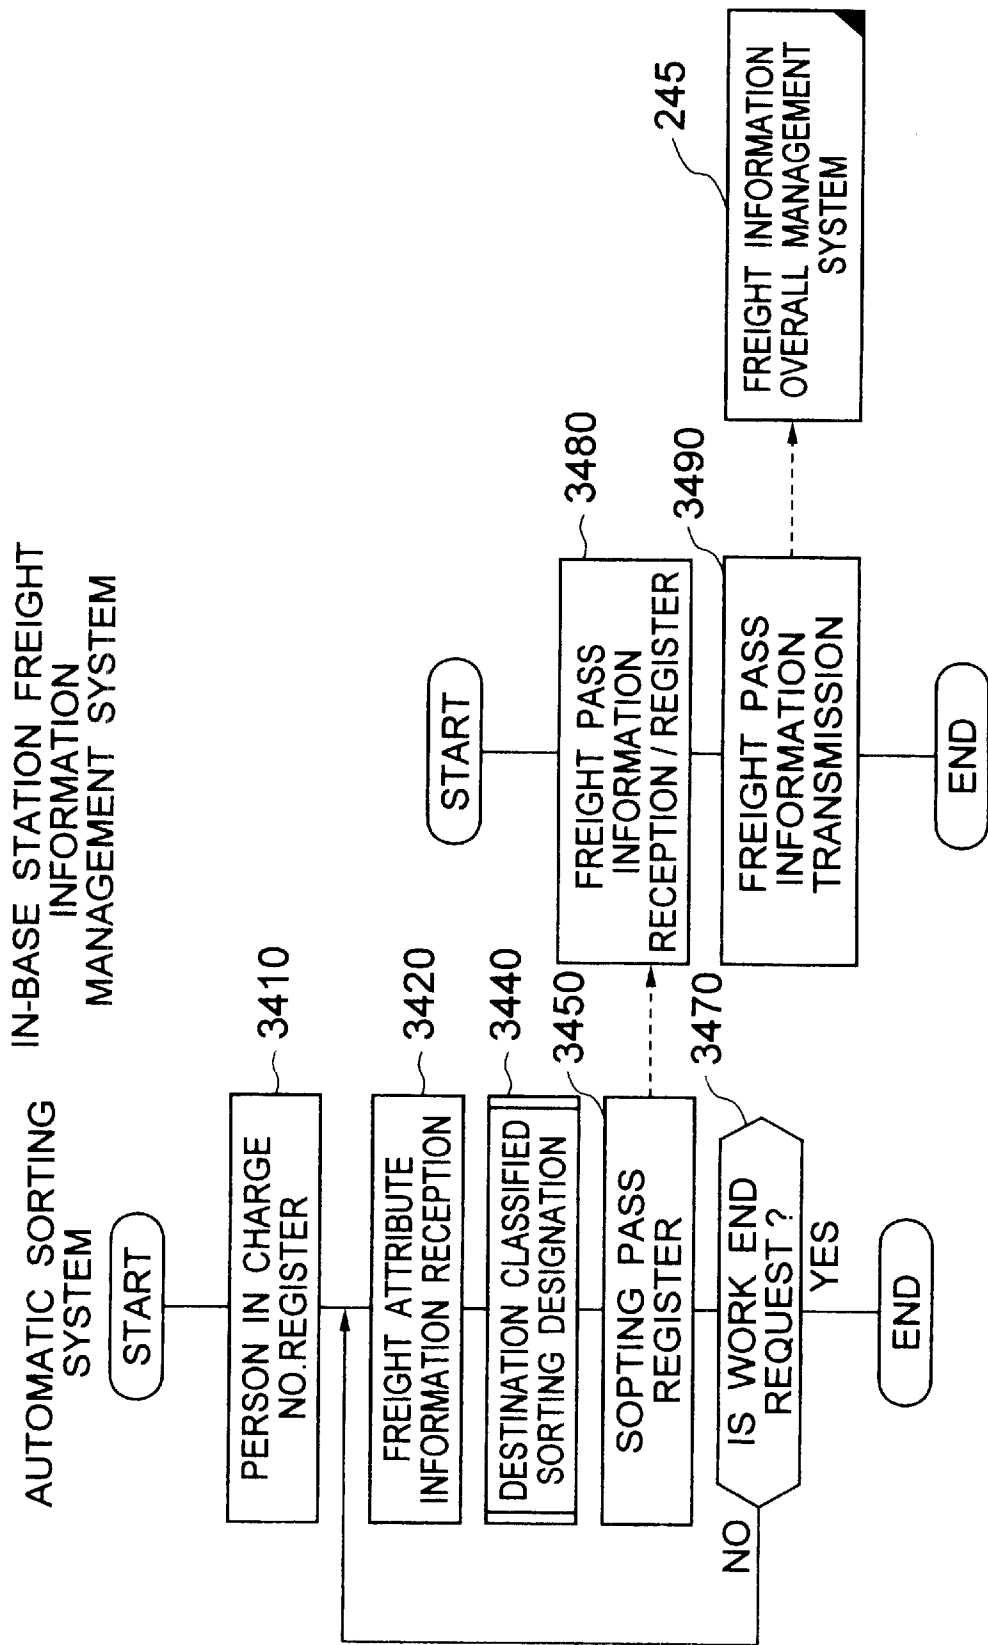 AUTOMATIC SORTING
SYSTEM
START
PERSON IN CHARGE
NO.REGISTER
3410
FREIGHT ATTRIBUTE
INFORMATION RECEPTION
3420
DESTINATION CLASSIFIED
SORTING DESIGNATION
3440
SOPTING PASS
REGISTER
3450
IS WORK END
REQUEST ?
3470
NO
YES
END
IN-BASE STATION FREIGHT
INFORMATION
MANAGEMENT SYSTEM
START
FREIGHT PASS
INFORMATION
RECEPTION / REGISTER
3480
FREIGHT PASS
INFORMATION
TRANSMISSION
3490
END
FREIGHT INFORMATION
OVERALL MANAGEMENT
SYSTEM
245